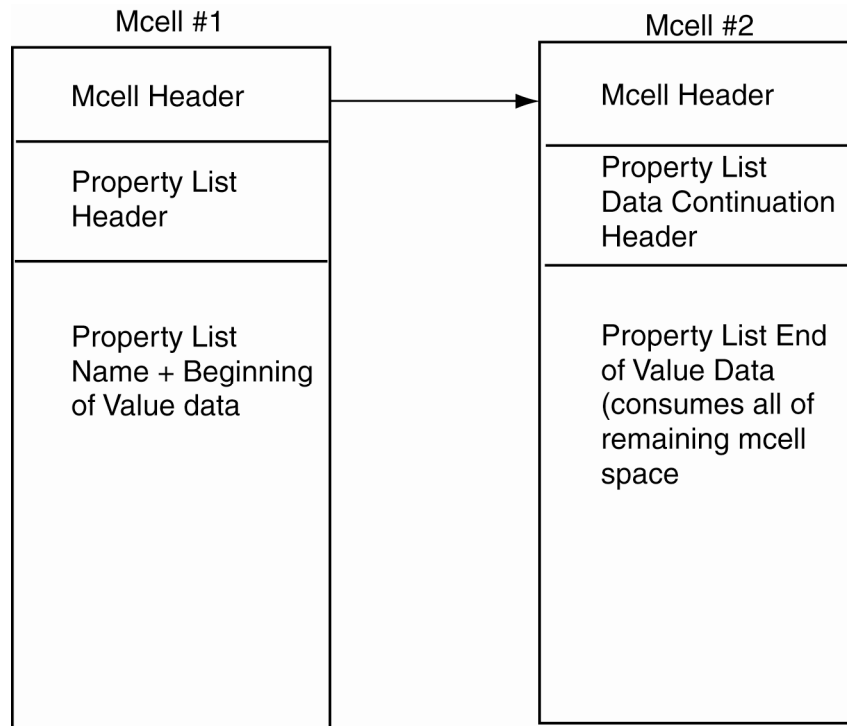 Mcell #1
Mcell Header
Property List
Header
Property List
Name + Beginning
of Value data
Mcell #2
Mcell Header
Property List
Data Continuation
Header
Property List End
of Value Data
(consumes all of
remaining mcell
space